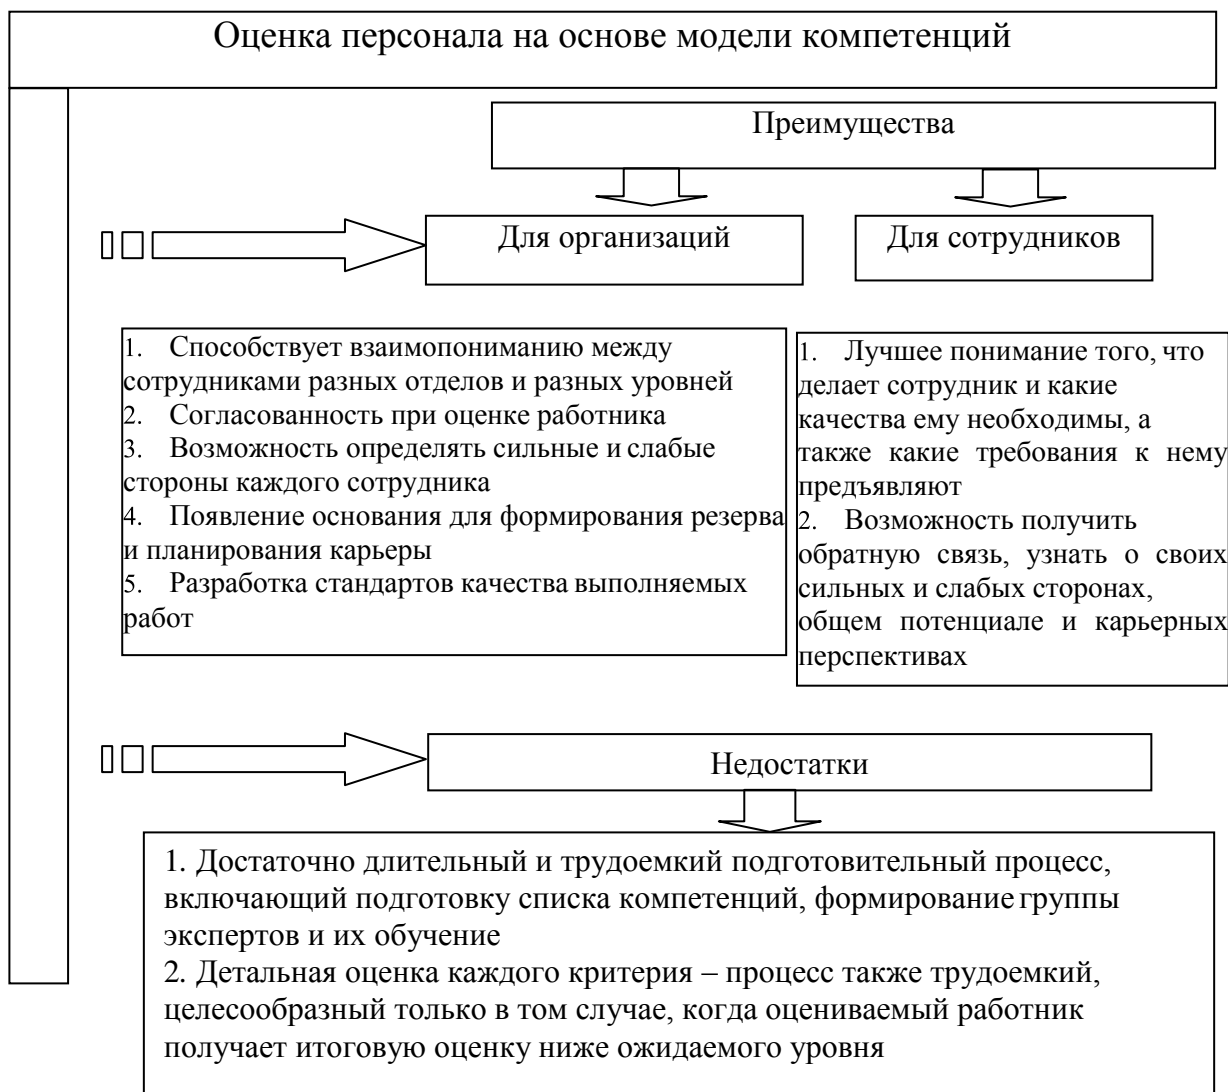 Оценка персонала на основе модели компетенций
Преимущества
Для организаций
Для сотрудников
1. Способствует взаимопониманию между
сотрудниками разных отделов и разных уровней
2. Согласованность при оценке работника
3. Возможность определять сильные и слабые
стороны каждого сотрудника
4. Появление основания для формирования резерва
и планирования карьеры
5. Разработка стандартов качества выполняемых
работ
1. Лучшее понимание того, что
делает сотрудник и какие
качества ему необходимы, а
также какие требования к нему
предъявляют
2. Возможность получить
обратную связь, узнать о своих
сильных и слабых сторонах,
общем потенциале и карьерных
перспективах
Недостатки
1. Достаточно длительный и трудоемкий подготовительный процесс,
включающий подготовку списка компетенций, формирование группы
экспертов и их обучение
2. Детальная оценка каждого критерия – процесс также трудоемкий,
целесообразный только в том случае, когда оцениваемый работник
получает итоговую оценку ниже ожидаемого уровня